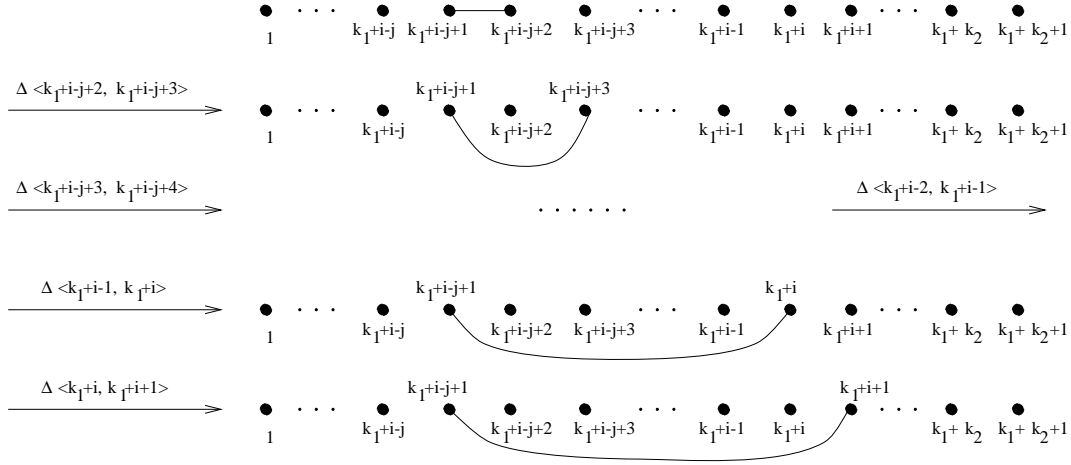 . . . . . . . . .
1 k₁+i-j k₁+i-j+1 k₁+i-j+2 k₁+i-j+3 k₁+i-1 k₁+i k₁+i+1 k₁+ k₂ k₁+ k₂+1
Δ <k₁+i-j+2, k₁+i-j+3> k₁+i-j+1 k₁+i-j+3
. . . . . . . . .
1 k₁+i-j k₁+i-j+2 k₁+i-1 k₁+i k₁+i+1 k₁+ k₂ k₁+ k₂+1
Δ <k₁+i-j+3, k₁+i-j+4> . . . . . . Δ <k₁+i-2, k₁+i-1>
Δ <k₁+i-1, k₁+i> k₁+i-j+1 k₁+i
. . . . . . . . .
1 k₁+i-j k₁+i-j+2 k₁+i-j+3 k₁+i-1 k₁+i+1 k₁+ k₂ k₁+ k₂+1
Δ <k₁+i, k₁+i+1> k₁+i-j+1 k₁+i+1
. . . . . . . . .
1 k₁+i-j k₁+i-j+2 k₁+i-j+3 k₁+i-1 k₁+i k₁+ k₂ k₁+ k₂+1